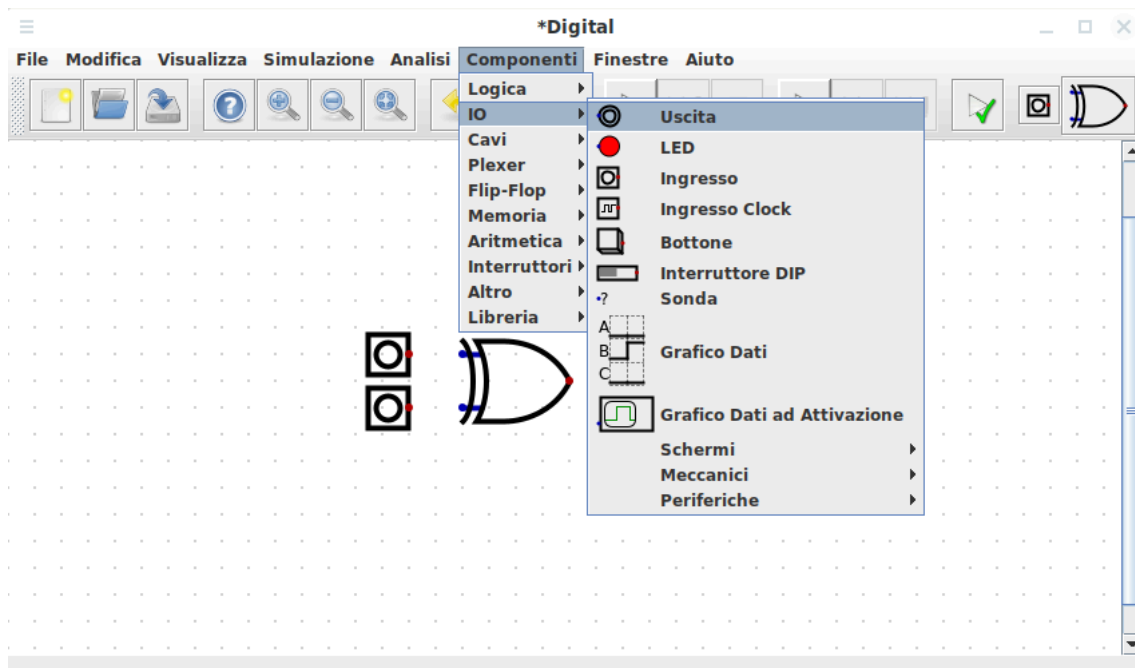 *Digital
File Modifica Visualizza Simulazione Analisi Componenti Finestre Aiuto
Logica
IO
Cavi
Plexer
Flip-Flop
Memoria
Aritmetica
Interruttori
Altro
Libreria
Uscita
LED
Ingresso
Ingresso Clock
Bottone
Interruttore DIP
?
Sonda
A
B
C
Grafico Dati
Grafico Dati ad Attivazione
Schermi
Meccanici
Periferiche